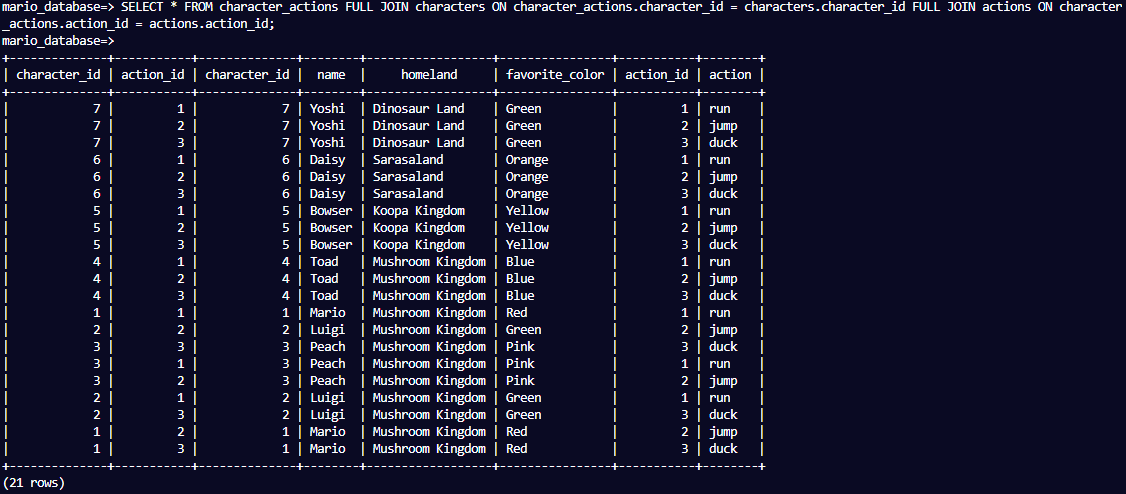 mario_database=> SELECT * FROM character_actions FULL JOIN characters ON character_actions.character_id = characters.character_id FULL JOIN actions ON character
_actions.action_id = actions.action_id;
mario_database=>
+--------------+-----------+--------------+--------+------------------+----------------+-----------+--------+
| character_id | action_id | character_id |  name  |     homeland     | favorite_color | action_id | action |
+--------------+-----------+--------------+--------+------------------+----------------+-----------+--------+
|            7 |         1 |            7 | Yoshi  | Dinosaur Land    | Green          |         1 | run    |
|            7 |         2 |            7 | Yoshi  | Dinosaur Land    | Green          |         2 | jump   |
|            7 |         3 |            7 | Yoshi  | Dinosaur Land    | Green          |         3 | duck   |
|            6 |         1 |            6 | Daisy  | Sarasaland       | Orange         |         1 | run    |
|            6 |         2 |            6 | Daisy  | Sarasaland       | Orange         |         2 | jump   |
|            6 |         3 |            6 | Daisy  | Sarasaland       | Orange         |         3 | duck   |
|            5 |         1 |            5 | Bowser | Koopa Kingdom    | Yellow         |         1 | run    |
|            5 |         2 |            5 | Bowser | Koopa Kingdom    | Yellow         |         2 | jump   |
|            5 |         3 |            5 | Bowser | Koopa Kingdom    | Yellow         |         3 | duck   |
|            4 |         1 |            4 | Toad   | Mushroom Kingdom | Blue           |         1 | run    |
|            4 |         2 |            4 | Toad   | Mushroom Kingdom | Blue           |         2 | jump   |
|            4 |         3 |            4 | Toad   | Mushroom Kingdom | Blue           |         3 | duck   |
|            1 |         1 |            1 | Mario  | Mushroom Kingdom | Red            |         1 | run    |
|            2 |         2 |            2 | Luigi  | Mushroom Kingdom | Green          |         2 | jump   |
|            3 |         3 |            3 | Peach  | Mushroom Kingdom | Pink           |         3 | duck   |
|            3 |         1 |            3 | Peach  | Mushroom Kingdom | Pink           |         1 | run    |
|            3 |         2 |            3 | Peach  | Mushroom Kingdom | Pink           |         2 | jump   |
|            2 |         1 |            2 | Luigi  | Mushroom Kingdom | Green          |         1 | run    |
|            2 |         3 |            2 | Luigi  | Mushroom Kingdom | Green          |         3 | duck   |
|            1 |         2 |            1 | Mario  | Mushroom Kingdom | Red            |         2 | jump   |
|            1 |         3 |            1 | Mario  | Mushroom Kingdom | Red            |         3 | duck   |
+--------------+-----------+--------------+--------+------------------+----------------+-----------+--------+
(21 rows)